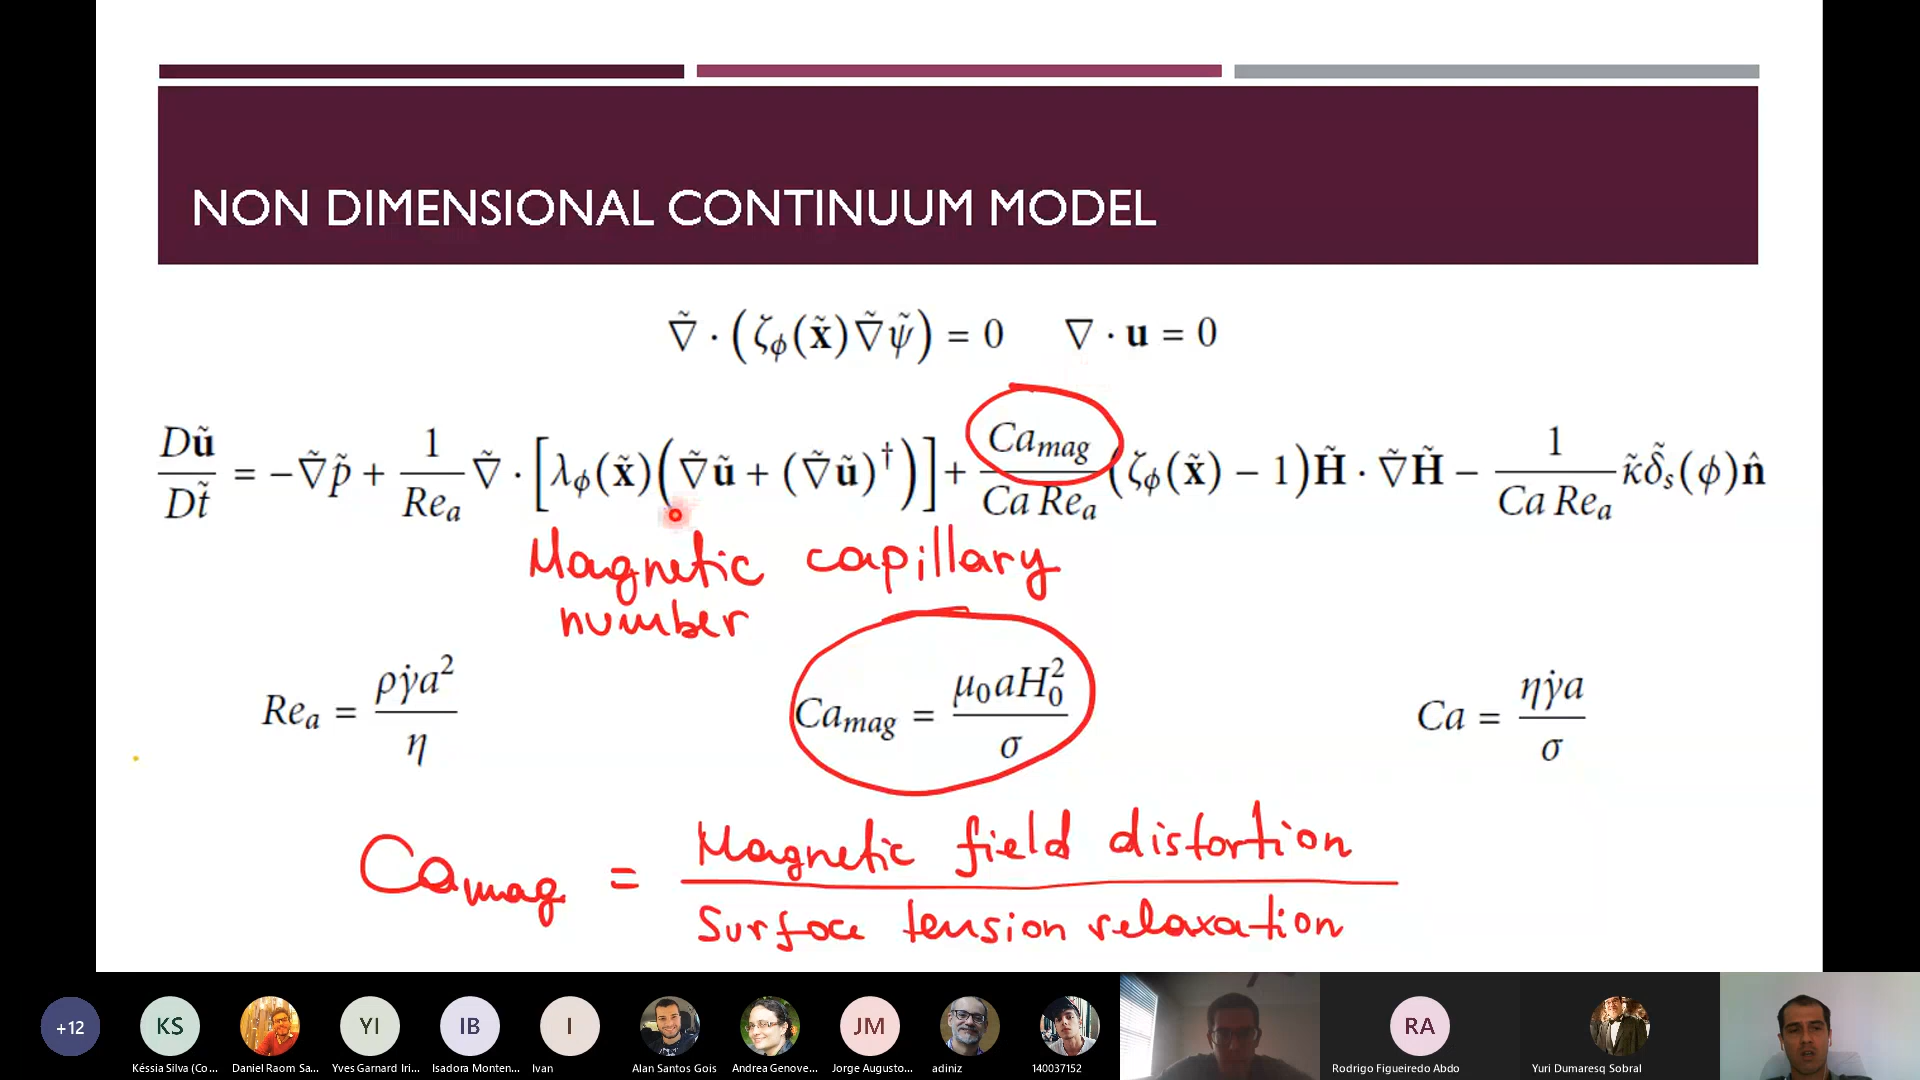 NON DIMENSIONAL CONTINUUM MODEL
∇̃ · (ζ_ϕ(x̃)∇̃ψ̃) = 0 ∇ · u = 0
Dũ/Dt̃ = −∇̃p̃ + 1/Re_a ∇̃ · [λ_ϕ(x̃)(∇̃ũ + (∇̃ũ)†)] + Ca_mag/(Ca Re_a) (ζ_ϕ(x̃) − 1)H̃ · ∇̃H̃ − 1/(Ca Re_a) κ̃δ̃_s(ϕ)n̂
Magnetic capillary
number
Re_a = ργ̇a²/η Ca_mag = μ₀aH₀²/σ Ca = ηγ̇a/σ
Ca_mag = Magnetic field distortion
Surface tension relaxation
+12 KS YI IB I JM RA
Késsia Silva (Co... Daniel Raom Sa... Yves Garnard Iri... Isadora Monten... Ivan Alan Santos Gois Andrea Genove... Jorge Augusto... adiniz 140037152 Rodrigo Figueiredo Abdo Yuri Dumaresq Sobral